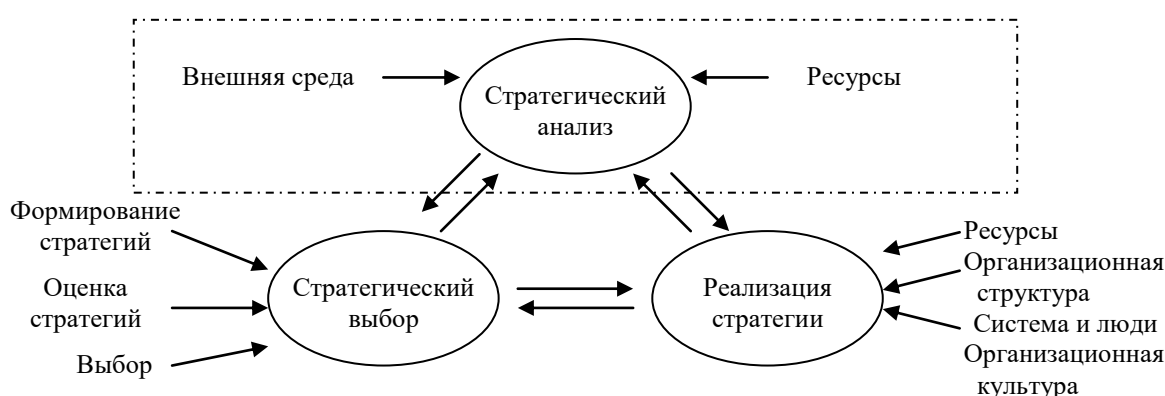 Внешняя среда
Стратегический
анализ
Ресурсы
Формирование
стратегий
Оценка
стратегий
Выбор
Стратегический
выбор
Реализация
стратегии
Ресурсы
Организационная
структура
Система и люди
Организационная
культура